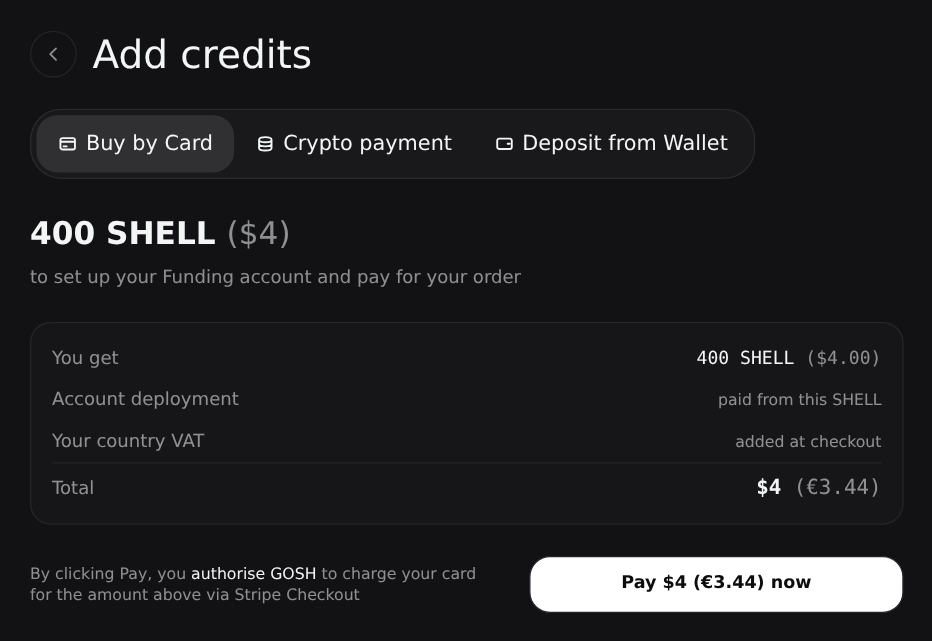 Add credits
Buy by Card
Crypto payment
Deposit from Wallet
400 SHELL ($4)
to set up your Funding account and pay for your order
You get 400 SHELL ($4.00)
Account deployment paid from this SHELL
Your country VAT added at checkout
Total $4 (€3.44)
By clicking Pay, you authorise GOSH to charge your card
for the amount above via Stripe Checkout
Pay $4 (€3.44) now